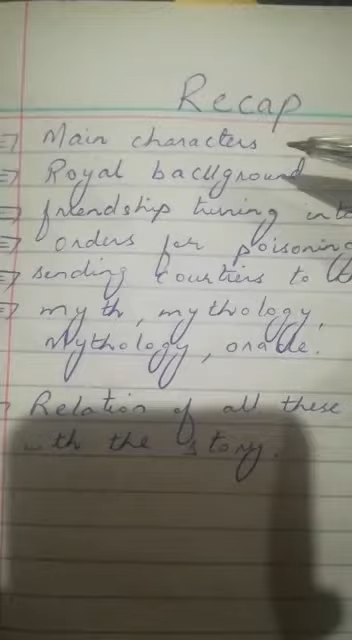 Recap
⇒ Main characters
⇒ Royal background
⇒ friendship turning into
⇒ orders for poisoning
⇒ sending courtiers to
⇒ myth, mythology,
Mythology, oracle.
Relation of all these
with the story.